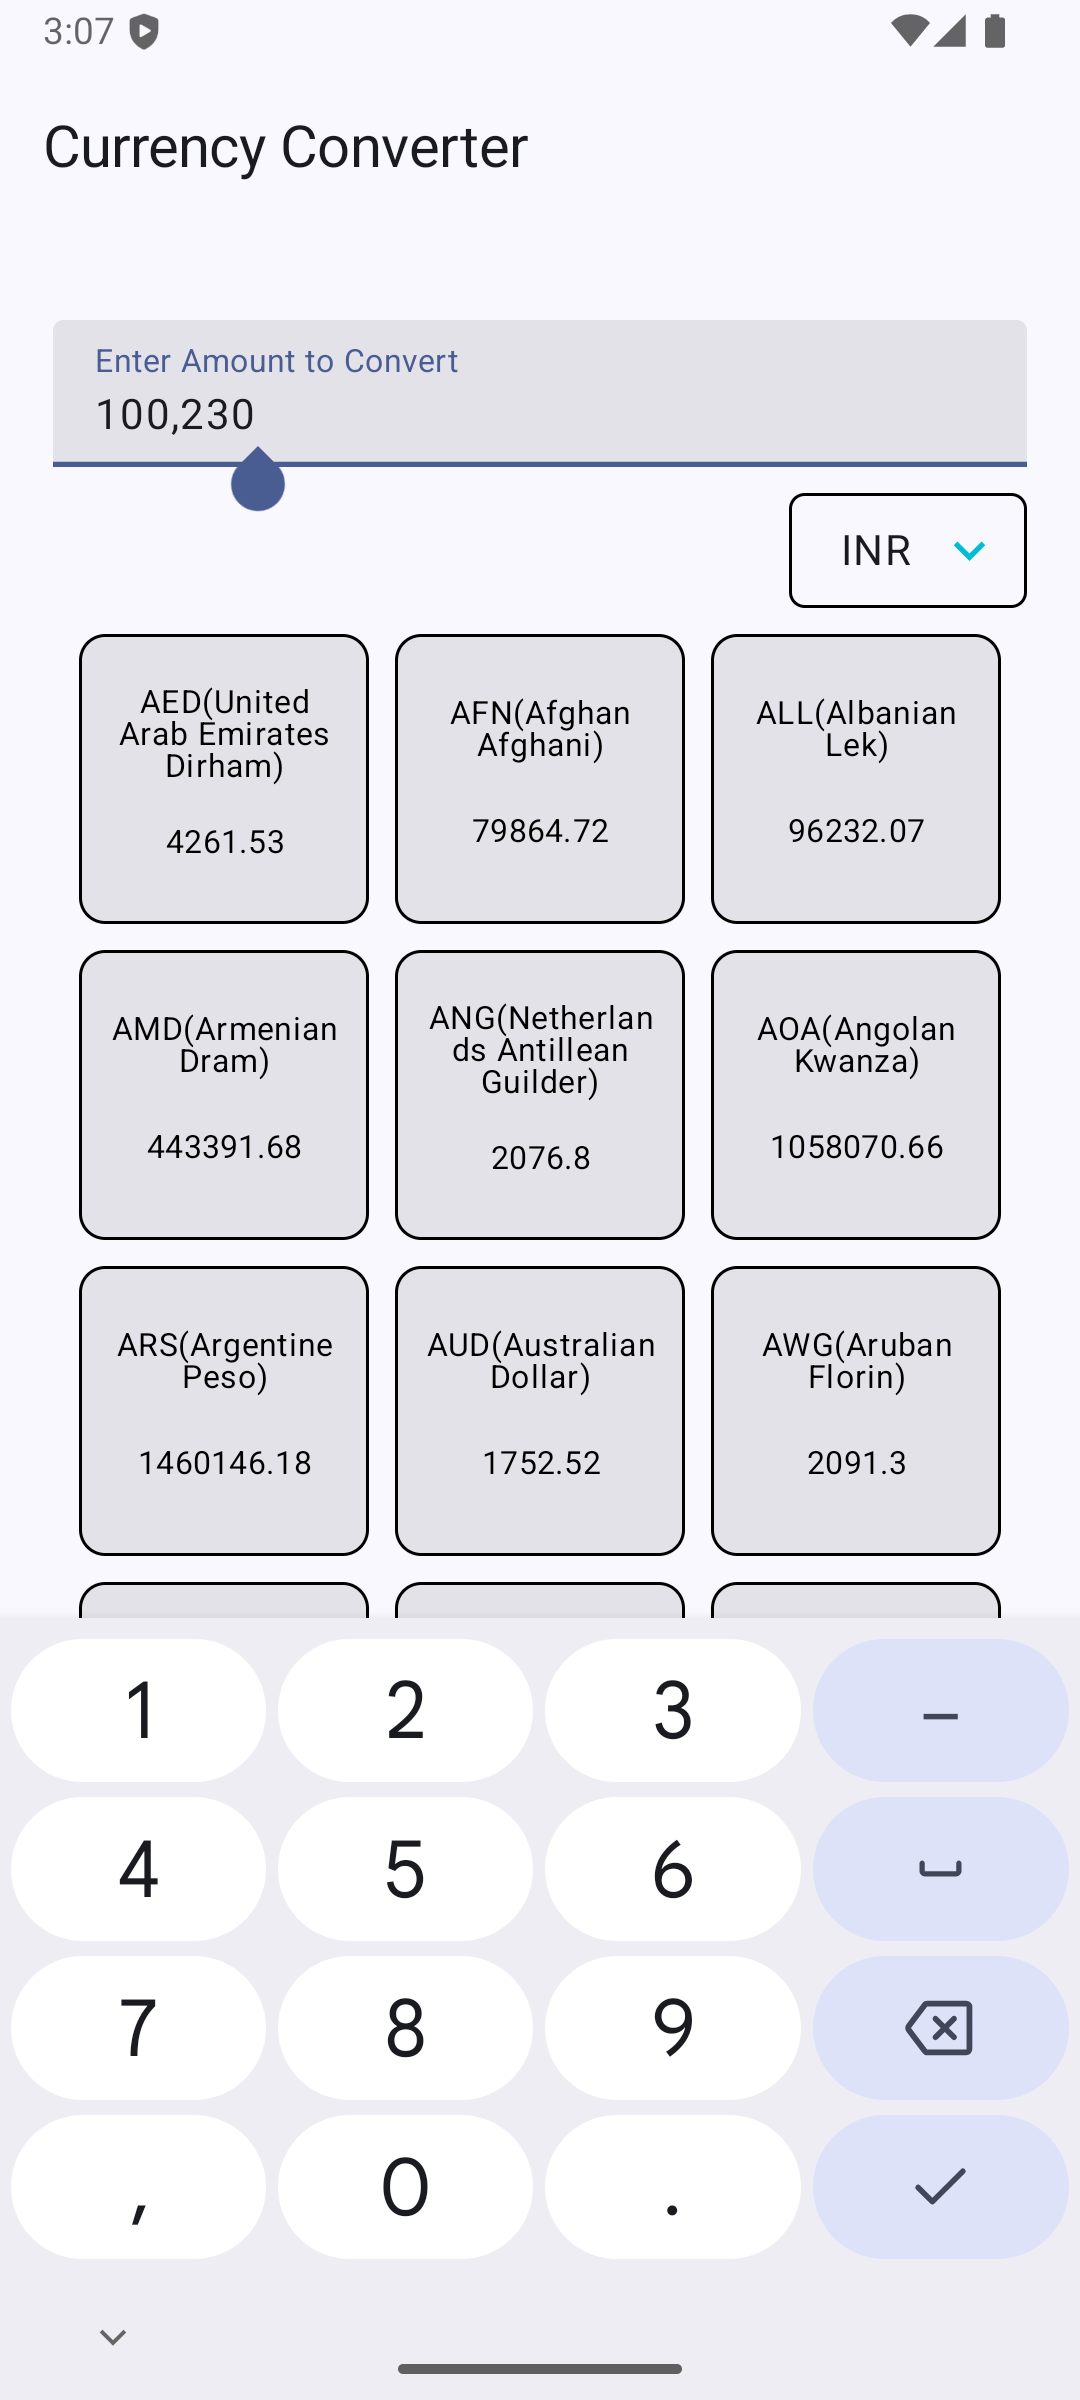 3:07
Currency Converter
Enter Amount to Convert
100,230
INR
AED(United
Arab Emirates
Dirham)
4261.53
AFN(Afghan
Afghani)
79864.72
ALL(Albanian
Lek)
96232.07
AMD(Armenian
Dram)
443391.68
ANG(Netherlan
ds Antillean
Guilder)
2076.8
AOA(Angolan
Kwanza)
1058070.66
ARS(Argentine
Peso)
1460146.18
AUD(Australian
Dollar)
1752.52
AWG(Aruban
Florin)
2091.3
1 2 3 –
4 5 6
7 8 9
, 0 .